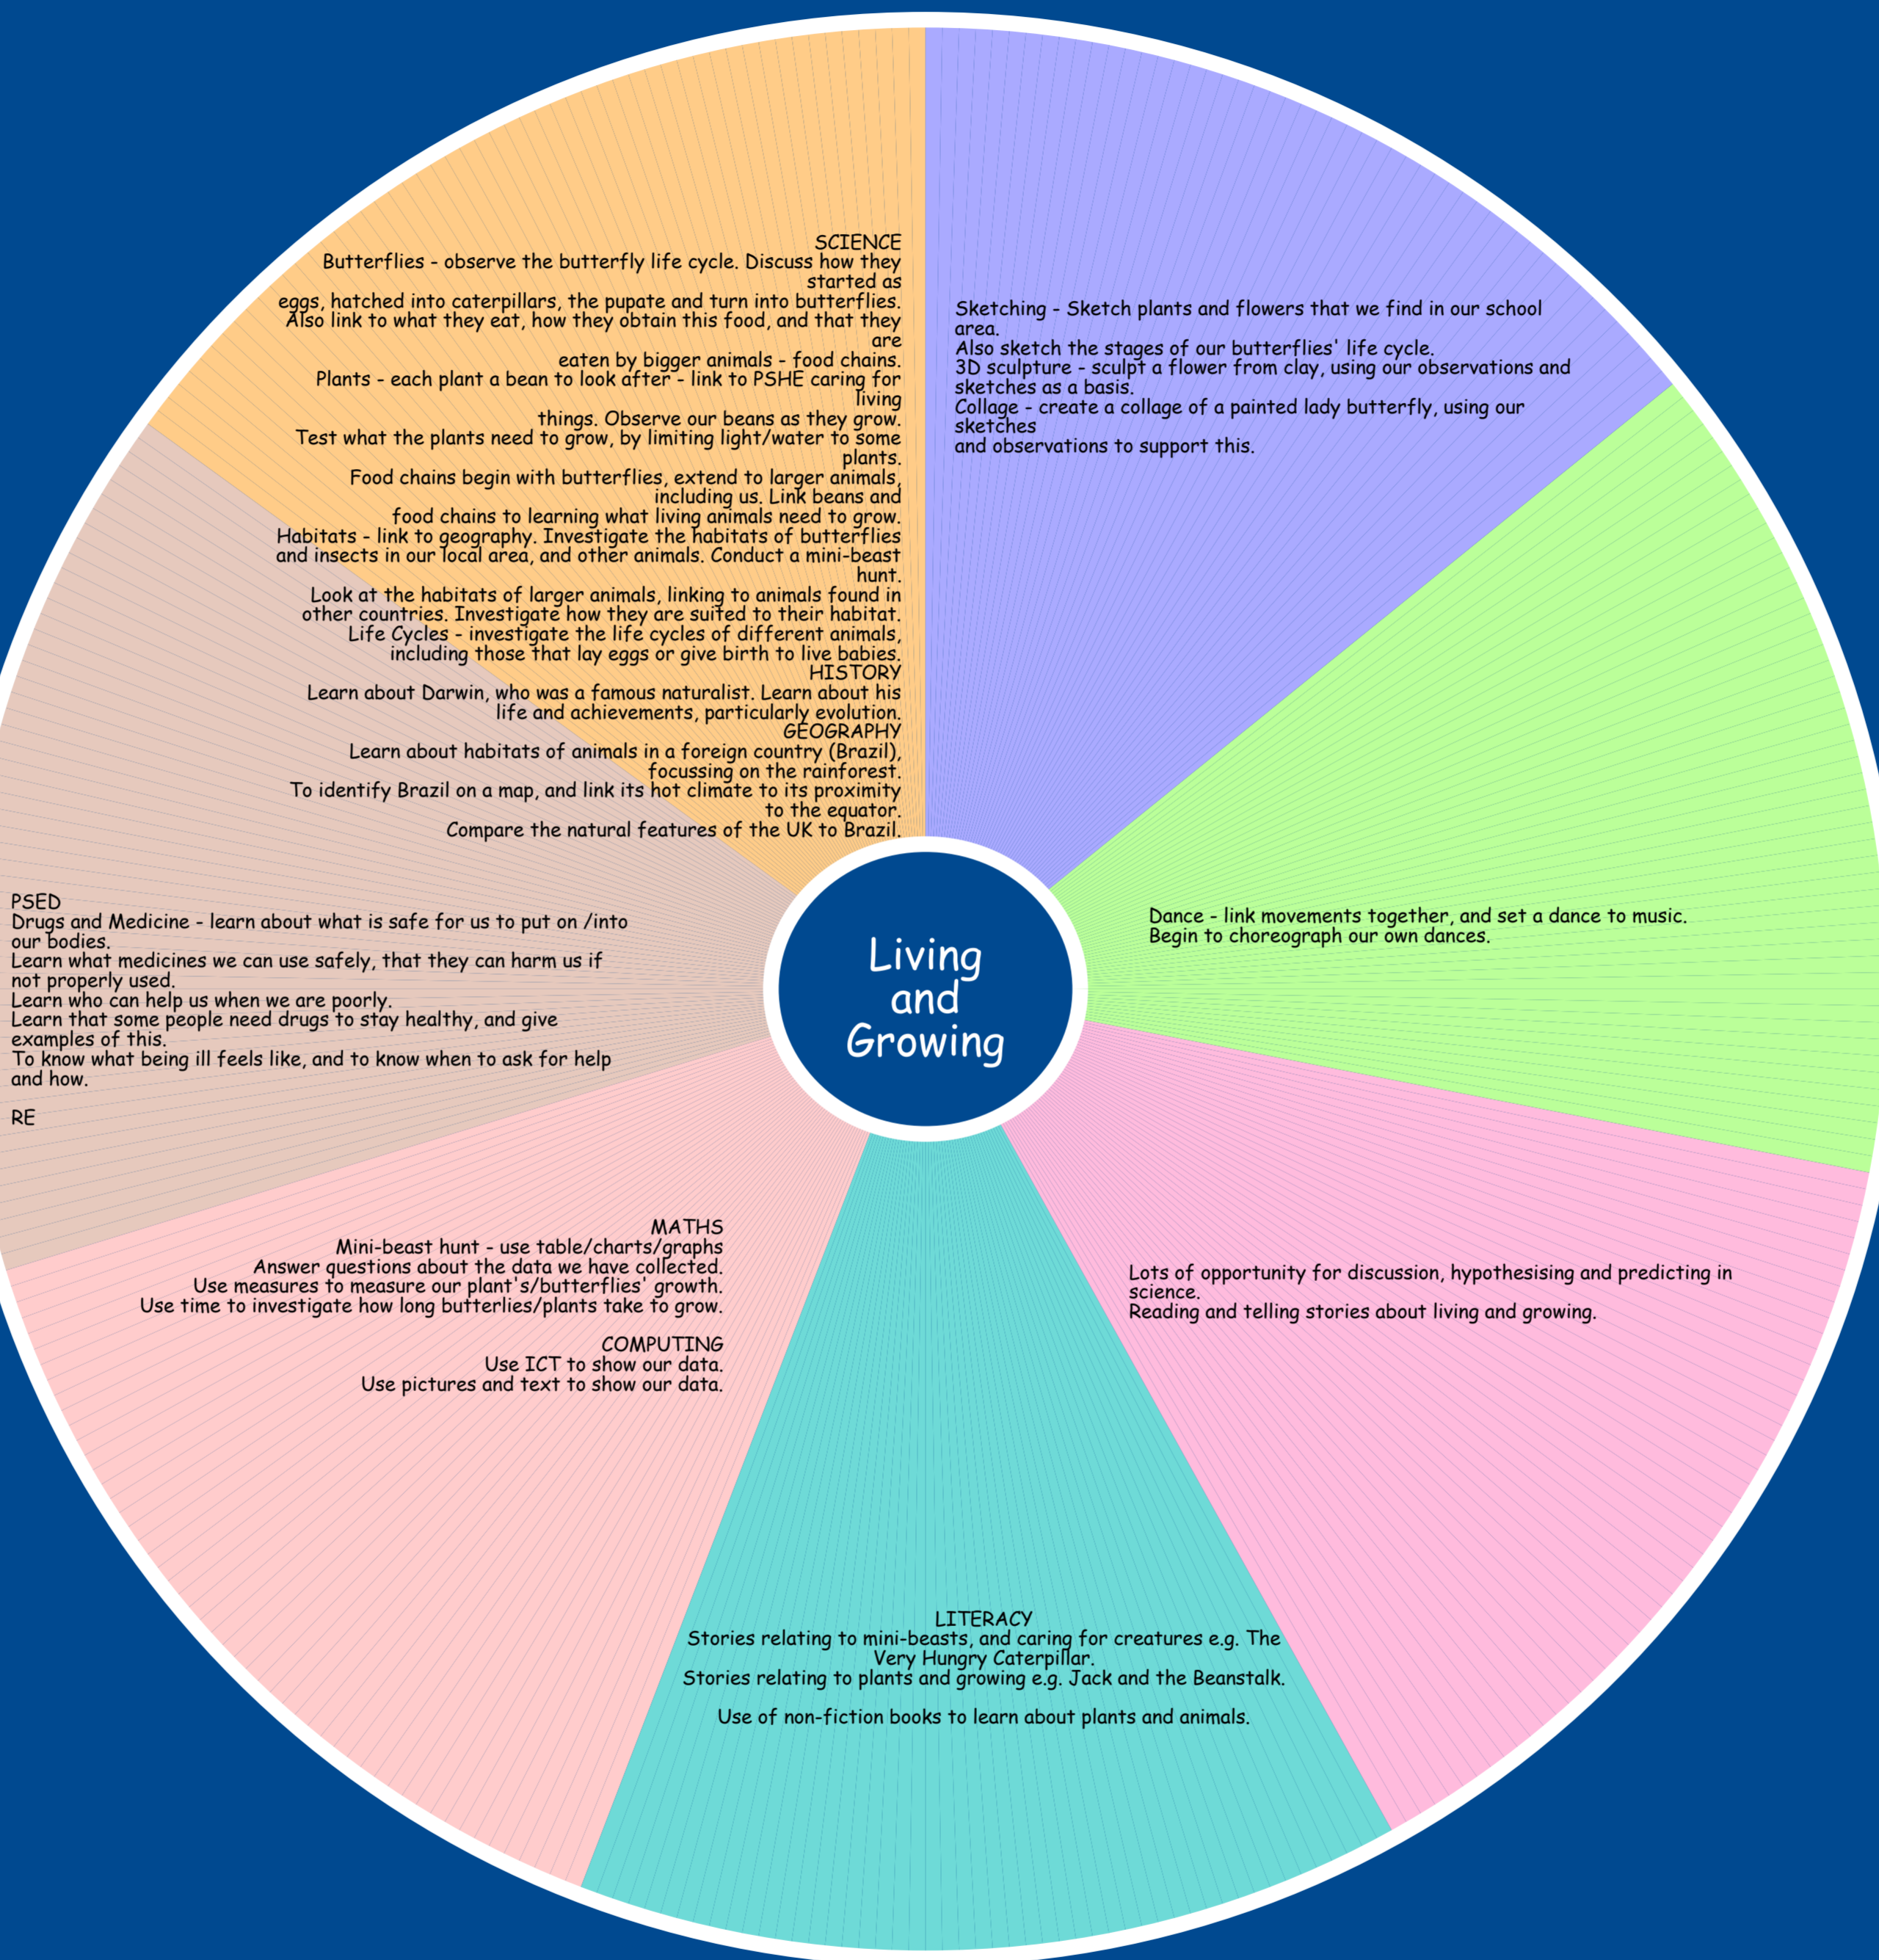 SCIENCE
Butterflies - observe the butterfly life cycle. Discuss how they
started as
eggs, hatched into caterpillars, the pupate and turn into butterflies.
Also link to what they eat, how they obtain this food, and that they
are
eaten by bigger animals - food chains.
Plants - each plant a bean to look after - link to PSHE caring for
living
things. Observe our beans as they grow.
Test what the plants need to grow, by limiting light/water to some
plants.
Food chains begin with butterflies, extend to larger animals,
including us. Link beans and
food chains to learning what living animals need to grow.
Habitats - link to geography. Investigate the habitats of butterflies
and insects in our local area, and other animals. Conduct a mini-beast
hunt.
Look at the habitats of larger animals, linking to animals found in
other countries. Investigate how they are suited to their habitat.
Life Cycles - investigate the life cycles of different animals,
including those that lay eggs or give birth to live babies.
HISTORY
Learn about Darwin, who was a famous naturalist. Learn about his
life and achievements, particularly evolution.
GEOGRAPHY
Learn about habitats of animals in a foreign country (Brazil),
focussing on the rainforest.
To identify Brazil on a map, and link its hot climate to its proximity
to the equator.
Compare the natural features of the UK to Brazil.
Sketching - Sketch plants and flowers that we find in our school
area.
Also sketch the stages of our butterflies' life cycle.
3D sculpture - sculpt a flower from clay, using our observations and
sketches as a basis.
Collage - create a collage of a painted lady butterfly, using our
sketches
and observations to support this.
PSED
Drugs and Medicine - learn about what is safe for us to put on /into
our bodies.
Learn what medicines we can use safely, that they can harm us if
not properly used.
Learn who can help us when we are poorly.
Learn that some people need drugs to stay healthy, and give
examples of this.
To know what being ill feels like, and to know when to ask for help
and how.
RE
Living
and
Growing
Dance - link movements together, and set a dance to music.
Begin to choreograph our own dances.
MATHS
Mini-beast hunt - use table/charts/graphs
Answer questions about the data we have collected.
Use measures to measure our plant's/butterflies' growth.
Use time to investigate how long butterlies/plants take to grow.
COMPUTING
Use ICT to show our data.
Use pictures and text to show our data.
Lots of opportunity for discussion, hypothesising and predicting in
science.
Reading and telling stories about living and growing.
LITERACY
Stories relating to mini-beasts, and caring for creatures e.g. The
Very Hungry Caterpillar.
Stories relating to plants and growing e.g. Jack and the Beanstalk.
Use of non-fiction books to learn about plants and animals.